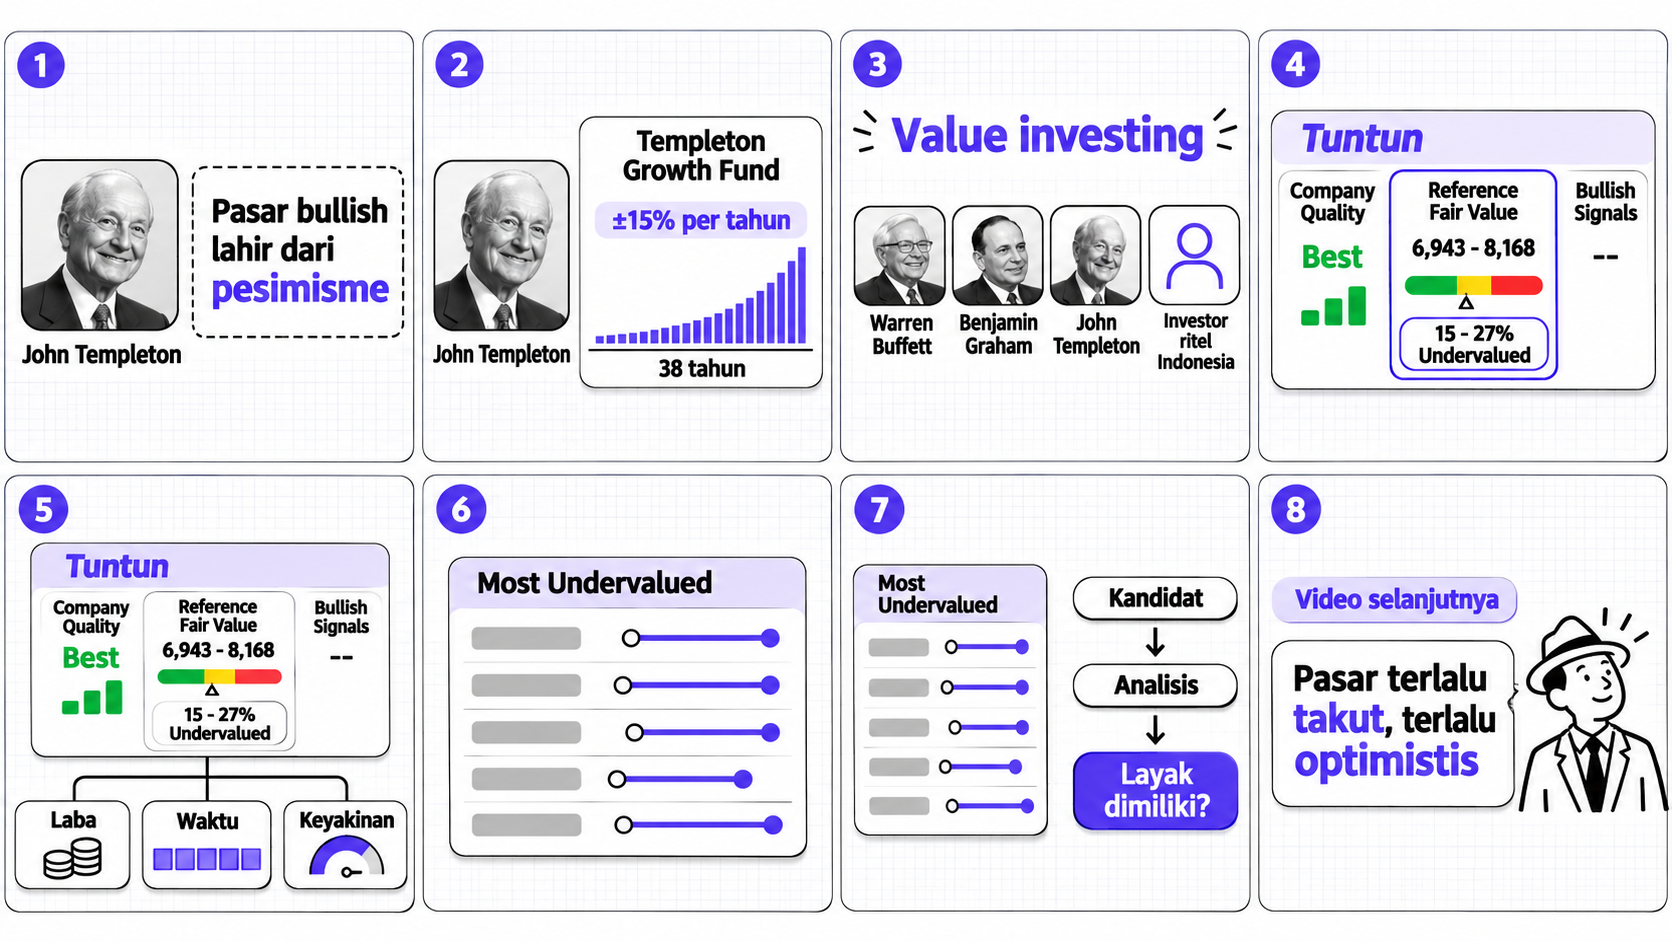 1
Pasar bullish
lahir dari
pesimisme
John Templeton
2
Templeton
Growth Fund
±15% per tahun
38 tahun
John Templeton
3
Value investing
Warren
Buffett
Benjamin
Graham
John
Templeton
Investor
ritel
Indonesia
4
Tuntun
Company
Quality
Best
Reference
Fair Value
6,943 - 8,168
15 - 27%
Undervalued
Bullish
Signals
--
5
Tuntun
Company
Quality
Best
Reference
Fair Value
6,943 - 8,168
15 - 27%
Undervalued
Bullish
Signals
--
Laba
Waktu
Keyakinan
6
Most Undervalued
7
Most
Undervalued
Kandidat
Analisis
Layak
dimiliki?
8
Video selanjutnya
Pasar terlalu
takut, terlalu
optimistis